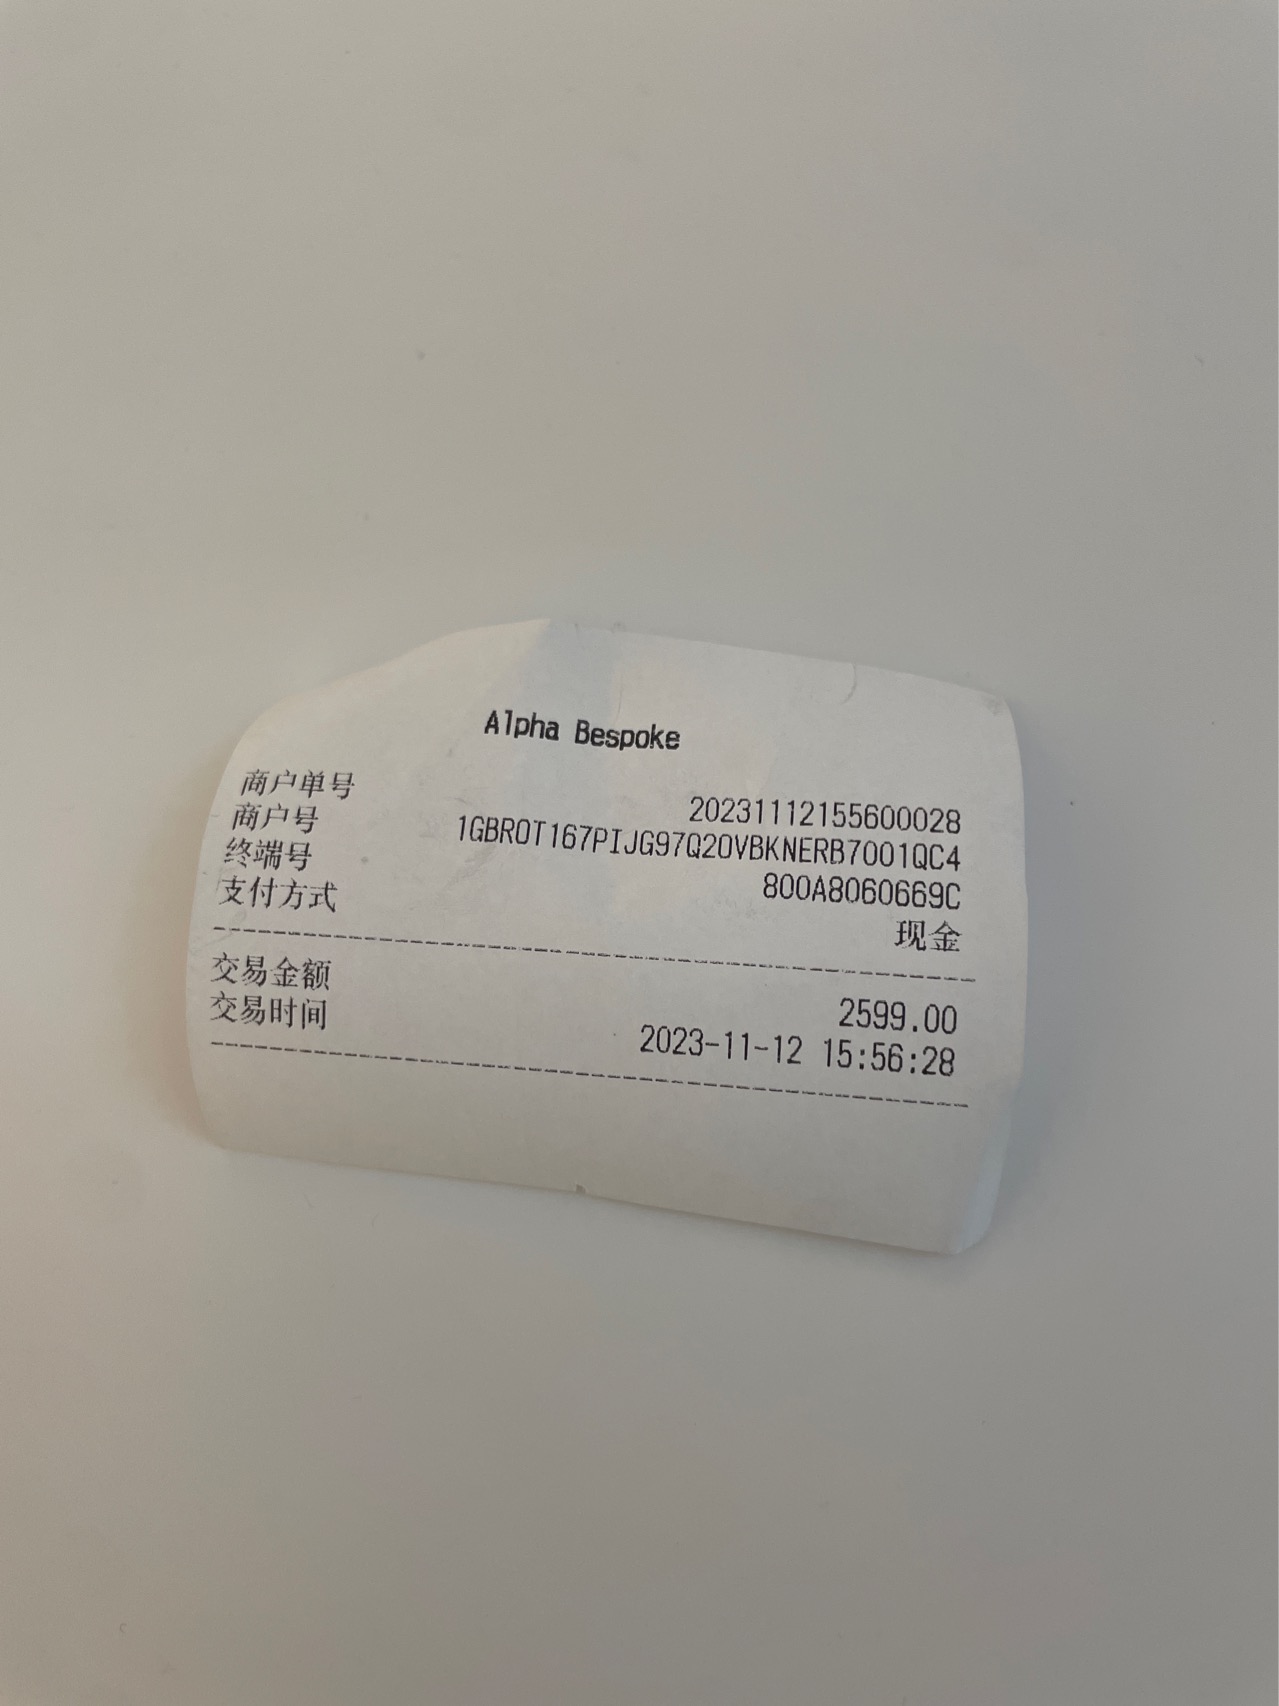 Alpha Bespoke
商户单号 20231112155600028
商户号 1GBR0T167PIJG97Q20VBKNERB7001QC4
终端号 800A8060669C
支付方式 现金
交易金额 2599.00
交易时间 2023-11-12 15:56:28